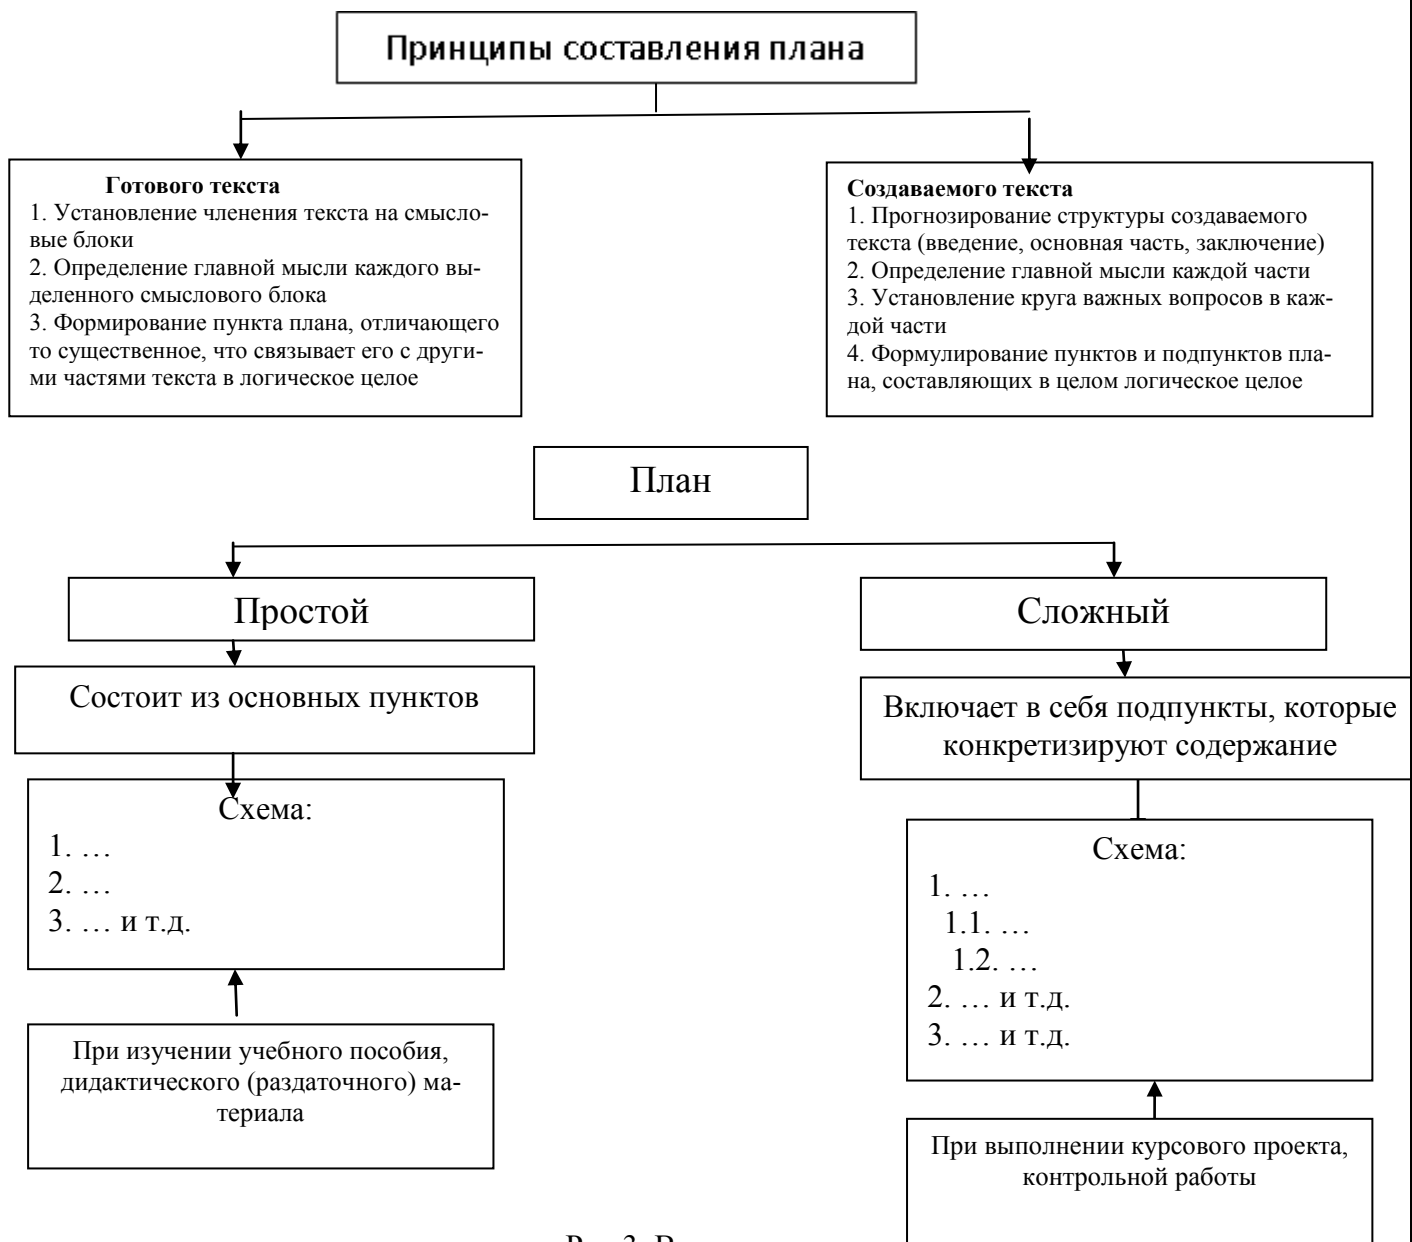 Принципы составления плана
Готового текста
1. Установление членения текста на смысло-
вые блоки
2. Определение главной мысли каждого вы-
деленного смыслового блока
3. Формирование пункта плана, отличающего
то существенное, что связывает его с други-
ми частями текста в логическое целое
Создаваемого текста
1. Прогнозирование структуры создаваемого
текста (введение, основная часть, заключение)
2. Определение главной мысли каждой части
3. Установление круга важных вопросов в каж-
дой части
4. Формулирование пунктов и подпунктов пла-
на, составляющих в целом логическое целое
План
Простой
Состоит из основных пунктов
Схема:
1. …
2. …
3. … и т.д.
При изучении учебного пособия,
дидактического (раздаточного) ма-
териала
Сложный
Включает в себя подпункты, которые
конкретизируют содержание
Схема:
1. …
1.1. …
1.2. …
2. … и т.д.
3. … и т.д.
При выполнении курсового проекта,
контрольной работы